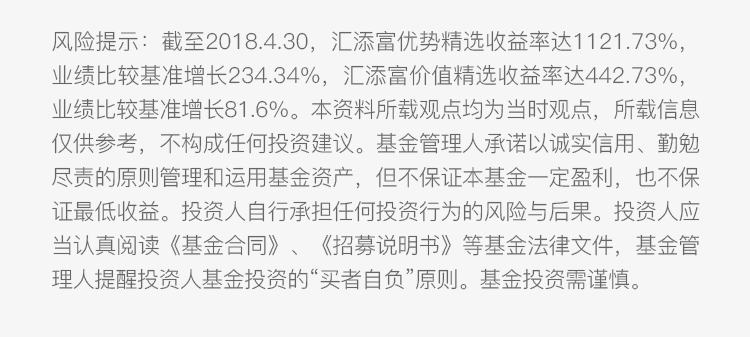 风险提示：截至2018.4.30，汇添富优势精选收益率达1121.73%，
业绩比较基准增长234.34%，汇添富价值精选收益率达442.73%，
业绩比较基准增长81.6%。本资料所载观点均为当时观点，所载信息
仅供参考，不构成任何投资建议。基金管理人承诺以诚实信用、勤勉
尽责的原则管理和运用基金资产，但不保证本基金一定盈利，也不保
证最低收益。投资人自行承担任何投资行为的风险与后果。投资人应
当认真阅读《基金合同》、《招募说明书》等基金法律文件，基金管
理人提醒投资人基金投资的“买者自负”原则。基金投资需谨慎。